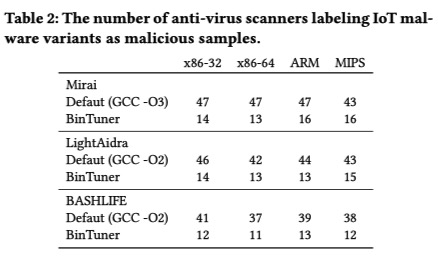 Table 2: The number of anti-virus scanners labeling IoT mal-
ware variants as malicious samples.
x86-32 x86-64 ARM MIPS
Mirai
Defaut (GCC -O3) 47 47 47 43
BinTuner 14 13 16 16
LightAidra
Defaut (GCC -O2) 46 42 44 43
BinTuner 14 13 13 15
BASHLIFE
Defaut (GCC -O2) 41 37 39 38
BinTuner 12 11 13 12